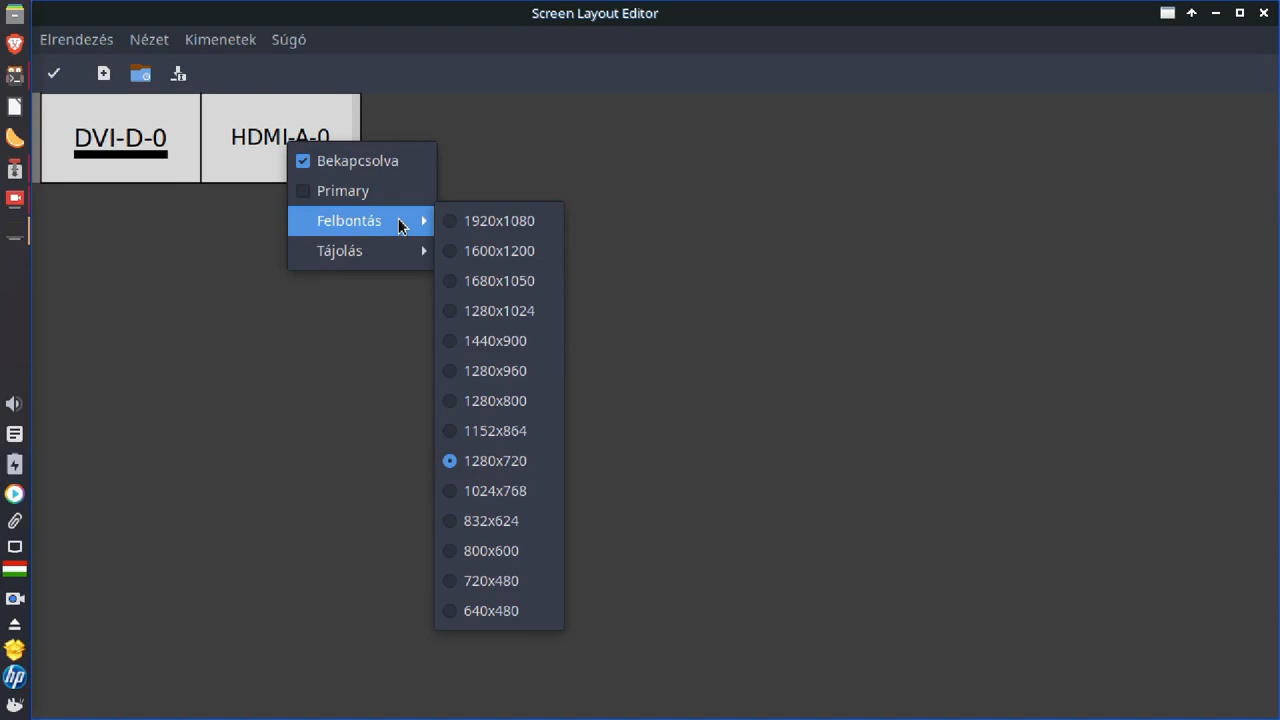 Screen Layout Editor
Elrendezés Nézet Kimenetek Súgó
DVI-D-0 HDMI-A-0
Bekapcsolva
Primary
Felbontás
Tájolás
1920x1080
1600x1200
1680x1050
1280x1024
1440x900
1280x960
1280x800
1152x864
1280x720
1024x768
832x624
800x600
720x480
640x480
hp